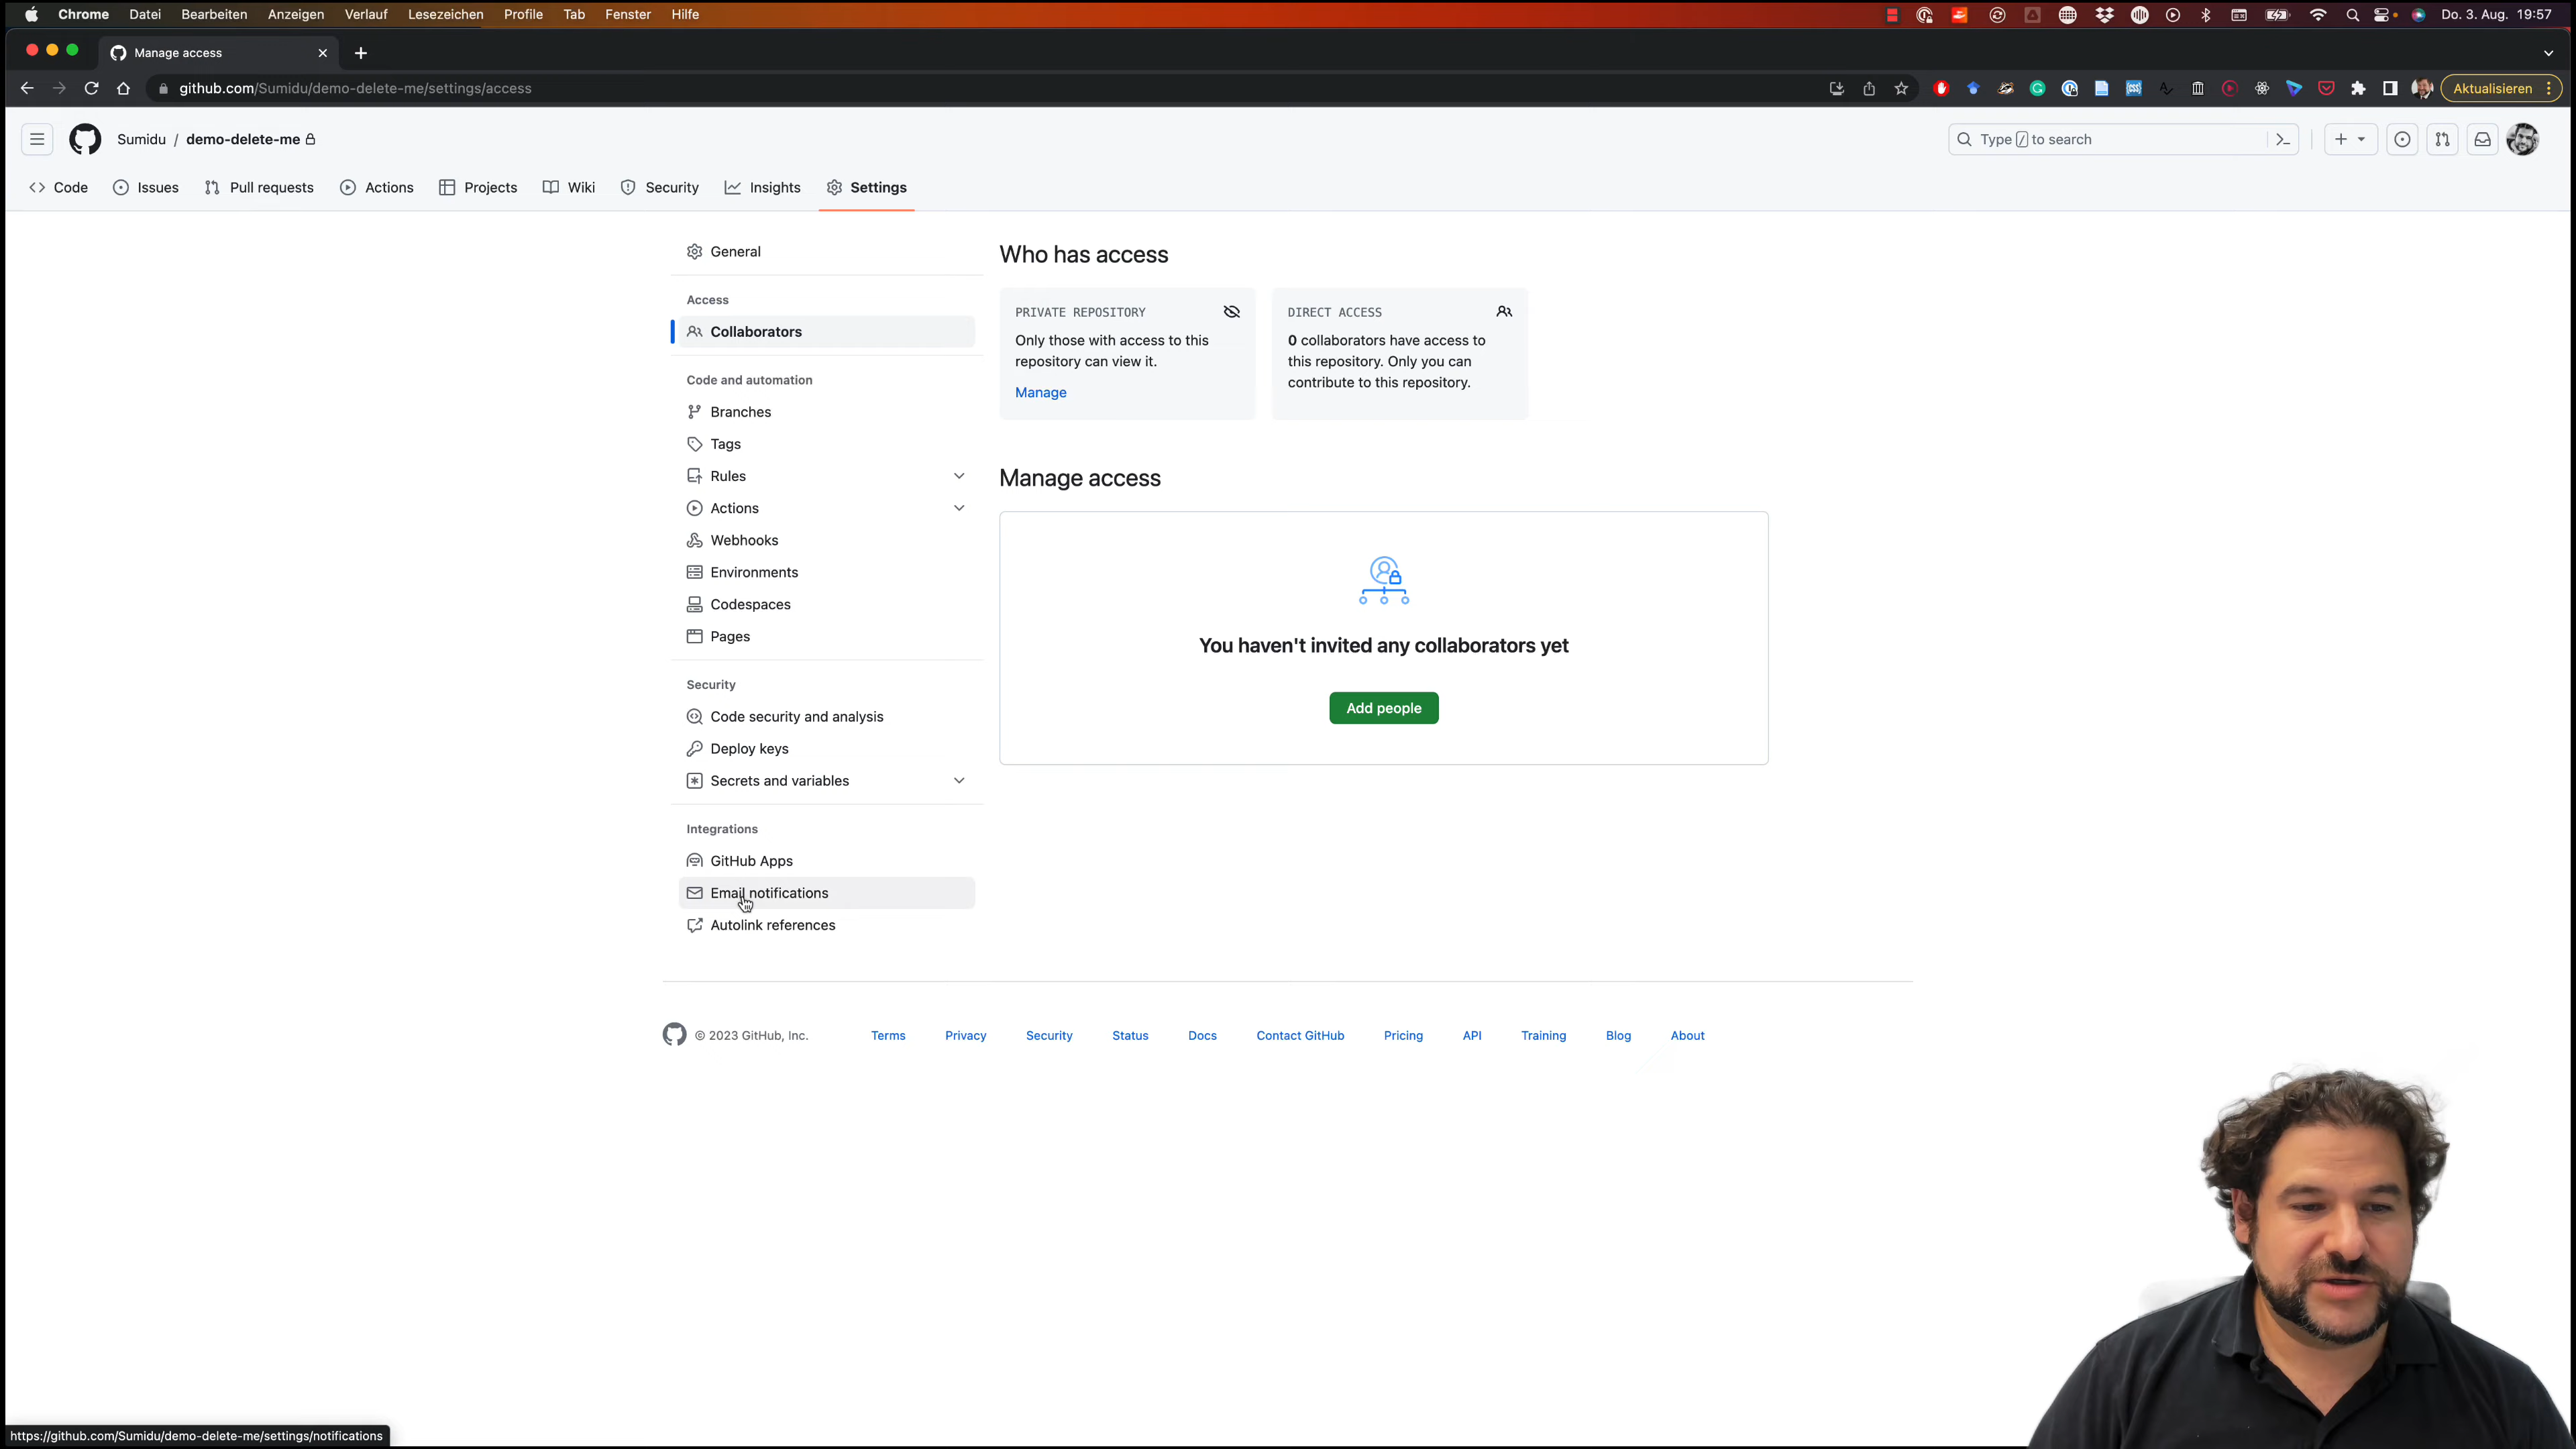 Chrome Datei Bearbeiten Anzeigen Verlauf Lesezeichen Profile Tab Fenster Hilfe Do. 3. Aug. 19:57
Manage access
github.com/Sumidu/demo-delete-me/settings/access Aktualisieren
Sumidu / demo-delete-me Type / to search
Code Issues Pull requests Actions Projects Wiki Security Insights Settings
General
Access
Collaborators
Code and automation
Branches
Tags
Rules
Actions
Webhooks
Environments
Codespaces
Pages
Security
Code security and analysis
Deploy keys
Secrets and variables
Integrations
GitHub Apps
Email notifications
Autolink references
Who has access
PRIVATE REPOSITORY
Only those with access to this
repository can view it.
Manage
DIRECT ACCESS
0 collaborators have access to
this repository. Only you can
contribute to this repository.
Manage access
You haven't invited any collaborators yet
Add people
© 2023 GitHub, Inc. Terms Privacy Security Status Docs Contact GitHub Pricing API Training Blog About
https://github.com/Sumidu/demo-delete-me/settings/notifications